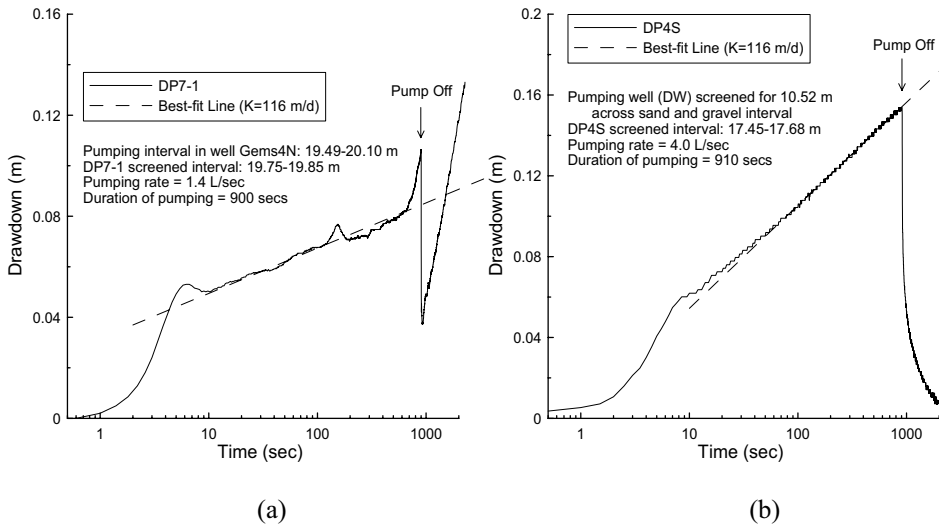 0.16
0.12
0.08
0.04
0
Drawdown (m)
DP7-1
Best-fit Line (K=116 m/d)
Pump Off
Pumping interval in well Gems4N: 19.49-20.10 m
DP7-1 screened interval: 19.75-19.85 m
Pumping rate = 1.4 L/sec
Duration of pumping = 900 secs
1 10 100 1000
Time (sec)
(a)
0.2
0.16
0.12
0.08
0.04
0
Drawdown (m)
DP4S
Best-fit Line (K=116 m/d)
Pump Off
Pumping well (DW) screened for 10.52 m
across sand and gravel interval
DP4S screened interval: 17.45-17.68 m
Pumping rate = 4.0 L/sec
Duration of pumping = 910 secs
1 10 100 1000
Time (sec)
(b)